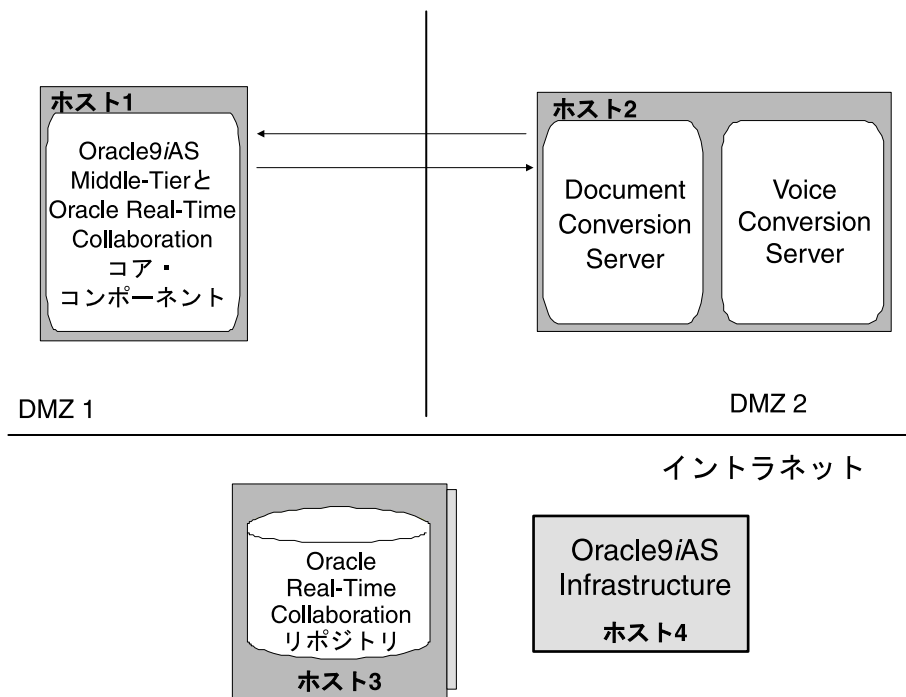 ホスト1
Oracle9iAS
Middle-Tierと
Oracle Real-Time
Collaboration
コア・
コンポーネント
ホスト2
Document
Conversion
Server
Voice
Conversion
Server
DMZ 1
DMZ 2
イントラネット
Oracle
Real-Time
Collaboration
リポジトリ
ホスト3
Oracle9iAS
Infrastructure
ホスト4